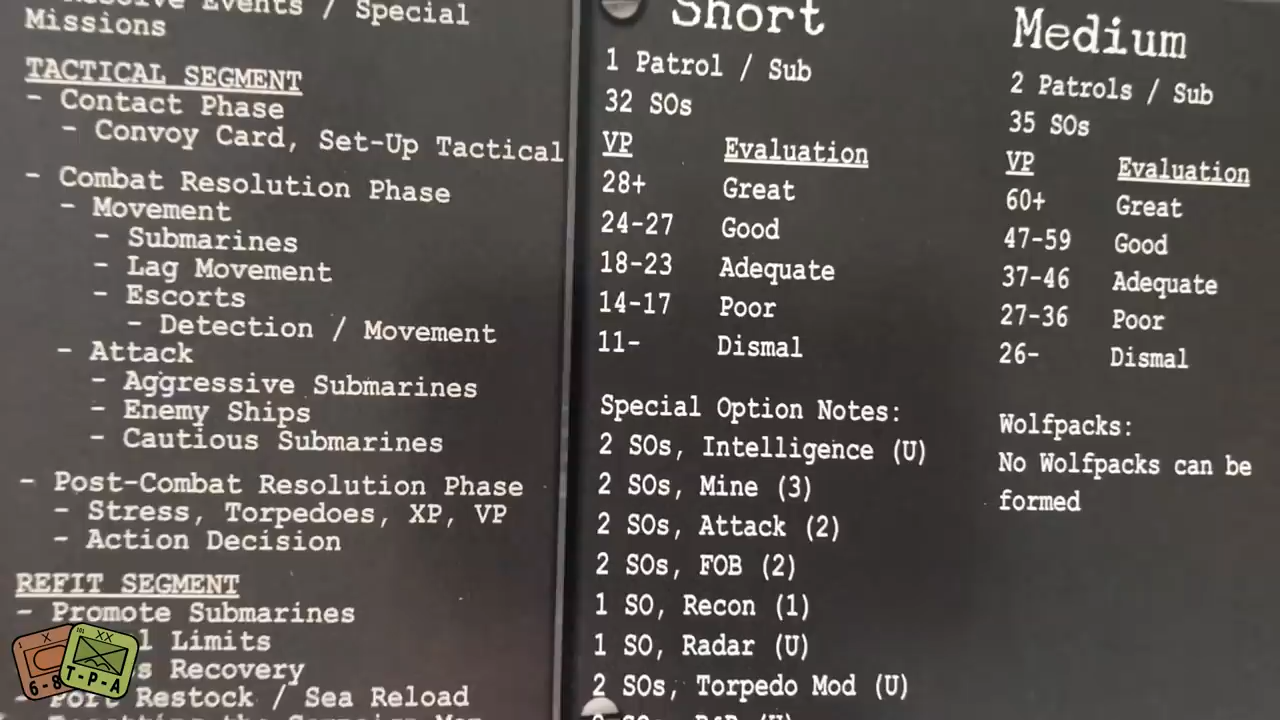 Events / Special
Missions
TACTICAL SEGMENT
- Contact Phase
- Convoy Card, Set-Up Tactical
- Combat Resolution Phase
- Movement
- Submarines
- Lag Movement
- Escorts
- Detection / Movement
- Attack
- Aggressive Submarines
- Enemy Ships
- Cautious Submarines
- Post-Combat Resolution Phase
- Stress, Torpedoes, XP, VP
- Action Decision
REFIT SEGMENT
- Promote Submarines
Limits
Recovery
- Port Restock / Sea Reload
Short
1 Patrol / Sub
32 SOs
VP Evaluation
28+ Great
24-27 Good
18-23 Adequate
14-17 Poor
11- Dismal
Special Option Notes:
2 SOs, Intelligence (U)
2 SOs, Mine (3)
2 SOs, Attack (2)
2 SOs, FOB (2)
1 SO, Recon (1)
1 SO, Radar (U)
2 SOs, Torpedo Mod (U)
Medium
2 Patrols / Sub
35 SOs
VP Evaluation
60+ Great
47-59 Good
37-46 Adequate
27-36 Poor
26- Dismal
Wolfpacks:
No Wolfpacks can be
formed
X
6-8
XX
T-P-A